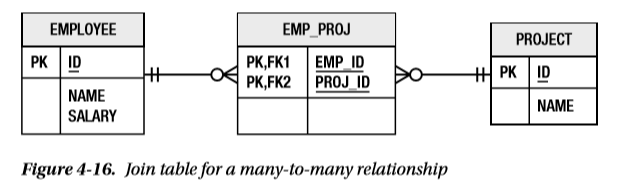 EMPLOYEE
PK ID
NAME
SALARY
EMP_PROJ
PK,FK1 EMP_ID
PK,FK2 PROJ_ID
PROJECT
PK ID
NAME
Figure 4-16. Join table for a many-to-many relationship